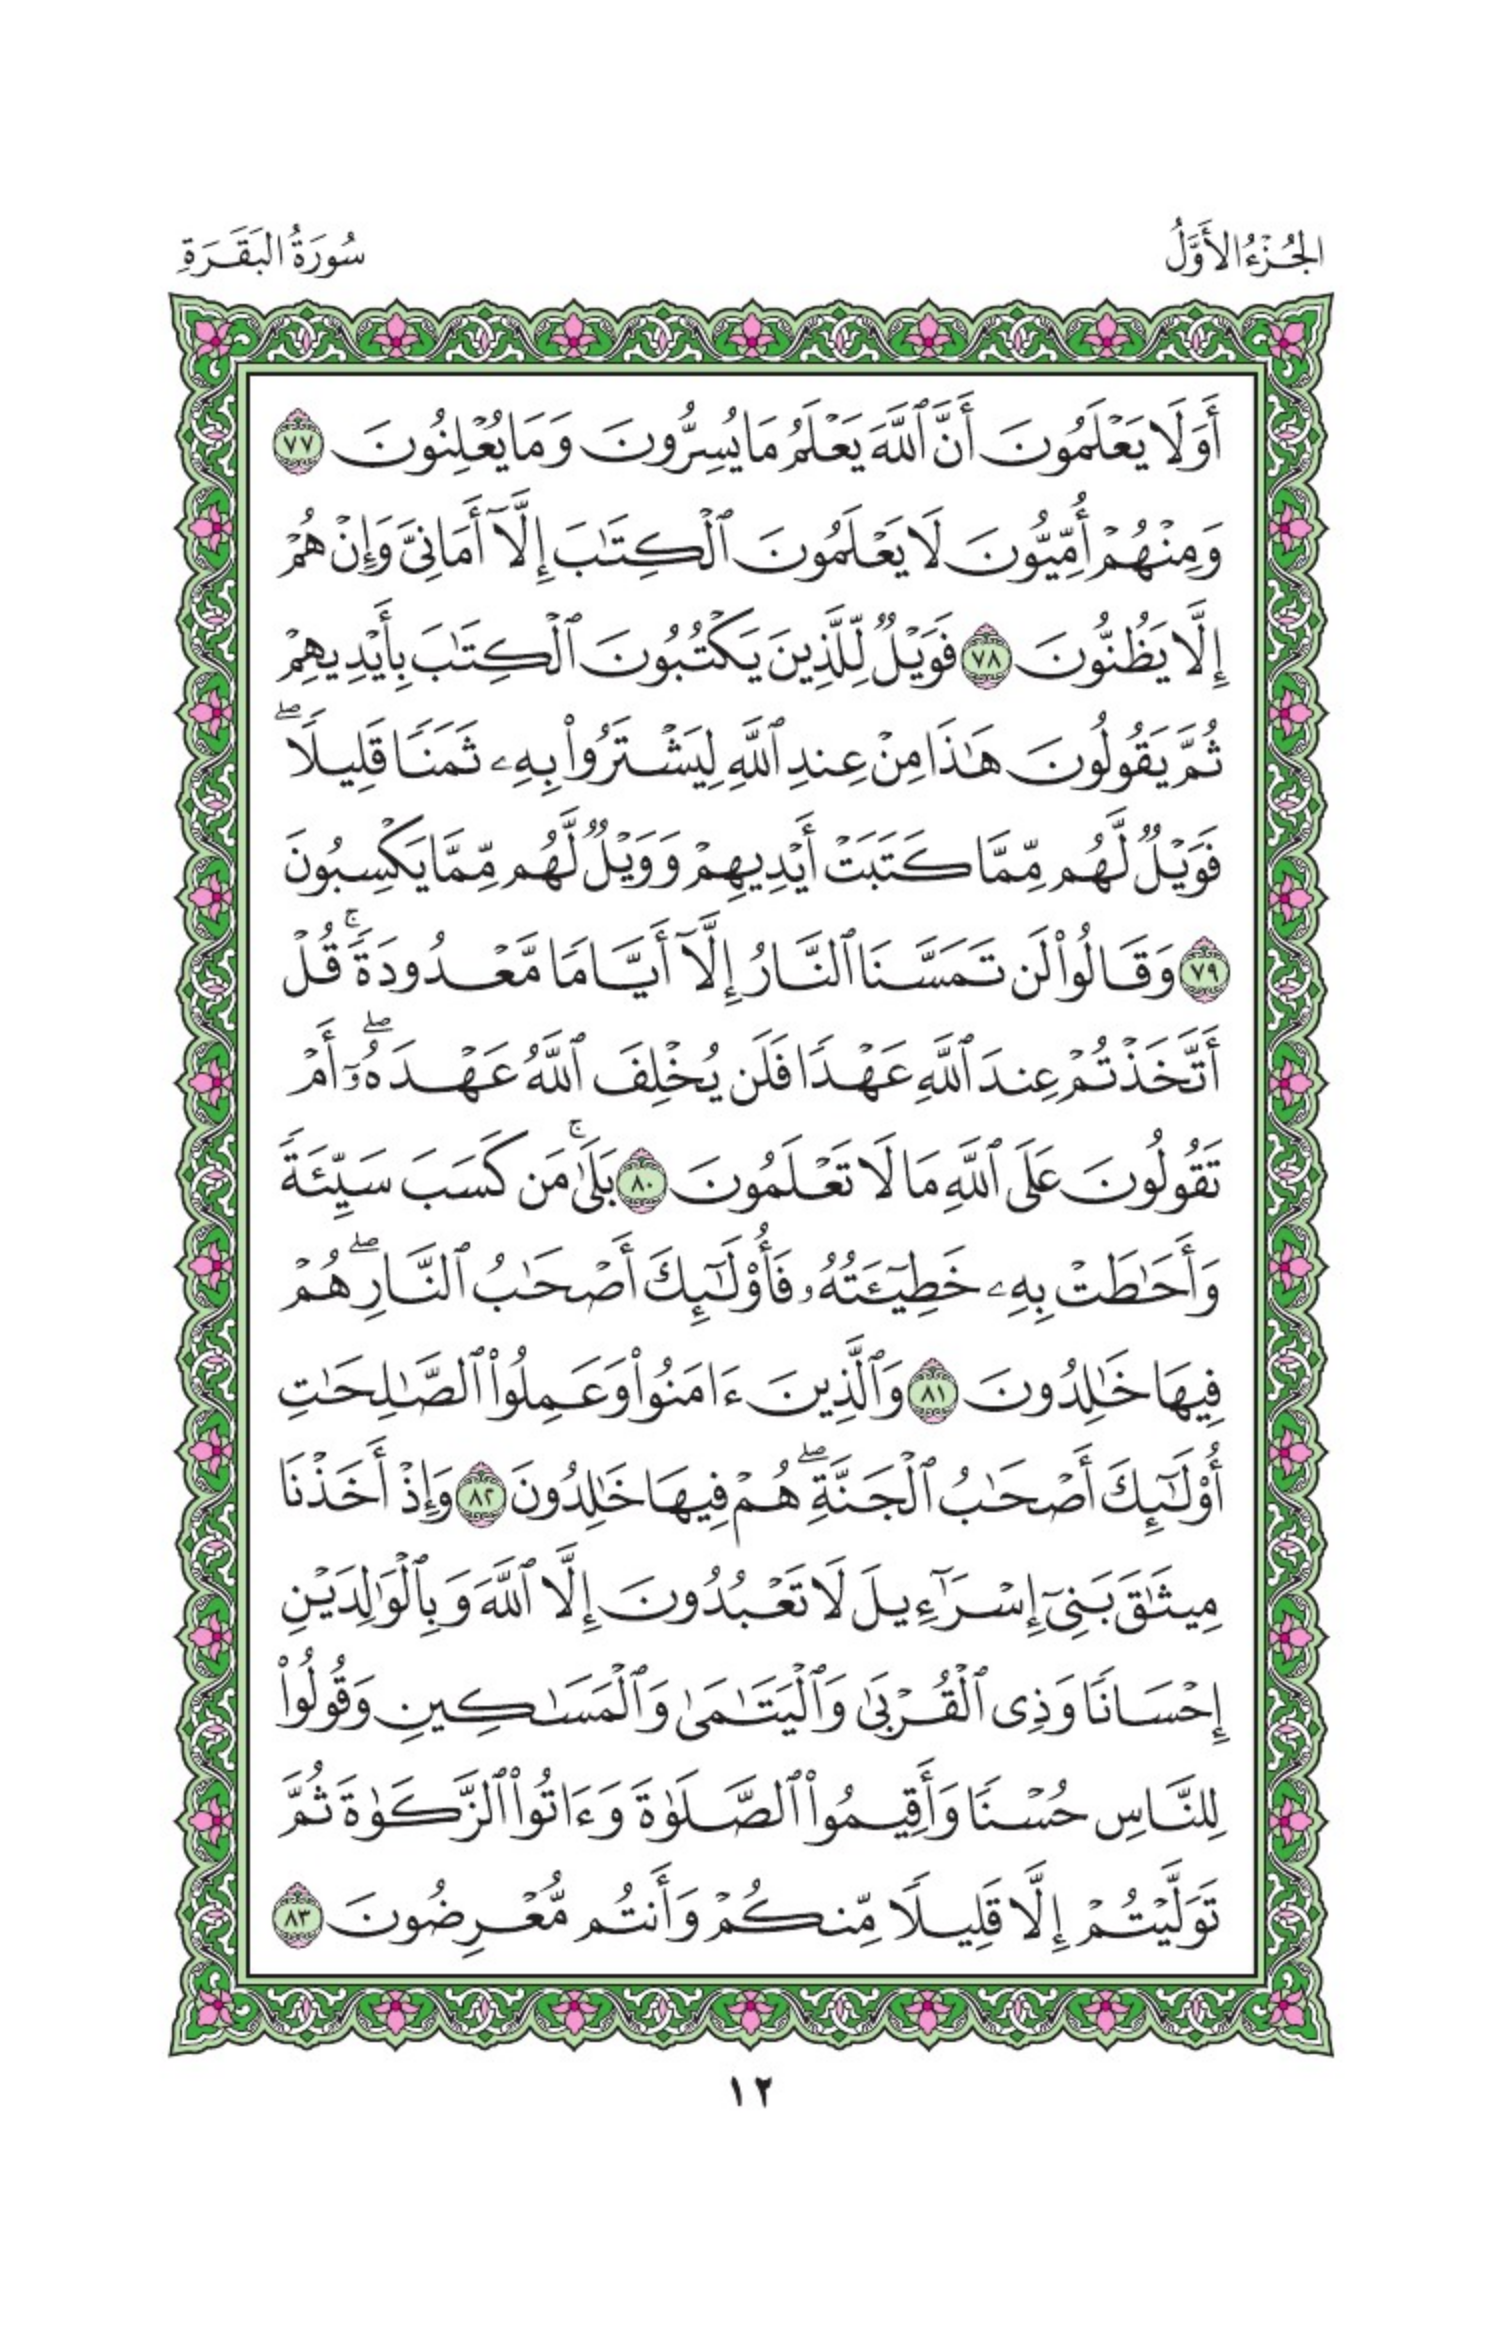 الجُزْءُ الأَوَّلُ
سُورَةُ البَقَرَةِ
أَوَلَا يَعۡلَمُونَ أَنَّ ٱللَّهَ يَعۡلَمُ مَا يُسِرُّونَ وَمَا يُعۡلِنُونَ ٧٧
وَمِنۡهُمۡ أُمِّيُّونَ لَا يَعۡلَمُونَ ٱلۡكِتَٰبَ إِلَّآ أَمَانِيَّ وَإِنۡ هُمۡ
إِلَّا يَظُنُّونَ ٧٨ فَوَيۡلٞ لِّلَّذِينَ يَكۡتُبُونَ ٱلۡكِتَٰبَ بِأَيۡدِيهِمۡ
ثُمَّ يَقُولُونَ هَٰذَا مِنۡ عِندِ ٱللَّهِ لِيَشۡتَرُواْ بِهِۦ ثَمَنٗا قَلِيلٗاۖ
فَوَيۡلٞ لَّهُم مِّمَّا كَتَبَتۡ أَيۡدِيهِمۡ وَوَيۡلٞ لَّهُم مِّمَّا يَكۡسِبُونَ
٧٩ وَقَالُواْ لَن تَمَسَّنَا ٱلنَّارُ إِلَّآ أَيَّامٗا مَّعۡدُودَةٗۚ قُلۡ
أَتَّخَذۡتُمۡ عِندَ ٱللَّهِ عَهۡدٗا فَلَن يُخۡلِفَ ٱللَّهُ عَهۡدَهُۥٓۖ أَمۡ
تَقُولُونَ عَلَى ٱللَّهِ مَا لَا تَعۡلَمُونَ ٨٠ بَلَىٰۚ مَن كَسَبَ سَيِّئَةٗ
وَأَحَٰطَتۡ بِهِۦ خَطِيٓـَٔتُهُۥ فَأُوْلَٰٓئِكَ أَصۡحَٰبُ ٱلنَّارِۖ هُمۡ
فِيهَا خَٰلِدُونَ ٨١ وَٱلَّذِينَ ءَامَنُواْ وَعَمِلُواْ ٱلصَّٰلِحَٰتِ
أُوْلَٰٓئِكَ أَصۡحَٰبُ ٱلۡجَنَّةِۖ هُمۡ فِيهَا خَٰلِدُونَ ٨٢ وَإِذۡ أَخَذۡنَا
مِيثَٰقَ بَنِيٓ إِسۡرَٰٓءِيلَ لَا تَعۡبُدُونَ إِلَّا ٱللَّهَ وَبِٱلۡوَٰلِدَيۡنِ
إِحۡسَانٗا وَذِي ٱلۡقُرۡبَىٰ وَٱلۡيَتَٰمَىٰ وَٱلۡمَسَٰكِينِ وَقُولُواْ
لِلنَّاسِ حُسۡنٗا وَأَقِيمُواْ ٱلصَّلَوٰةَ وَءَاتُواْ ٱلزَّكَوٰةَ ثُمَّ
تَوَلَّيۡتُمۡ إِلَّا قَلِيلٗا مِّنكُمۡ وَأَنتُم مُّعۡرِضُونَ ٨٣
١٢